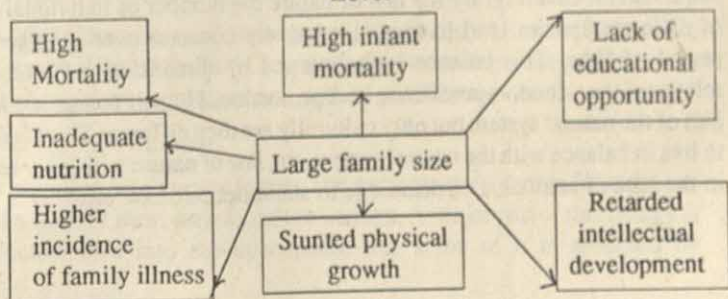 High
Mortality
High infant
mortality
Lack of
educational
opportunity
Inadequate
nutrition
Large family size
Higher
incidence
of family illness
Stunted physical
growth
Retarded
intellectual
development